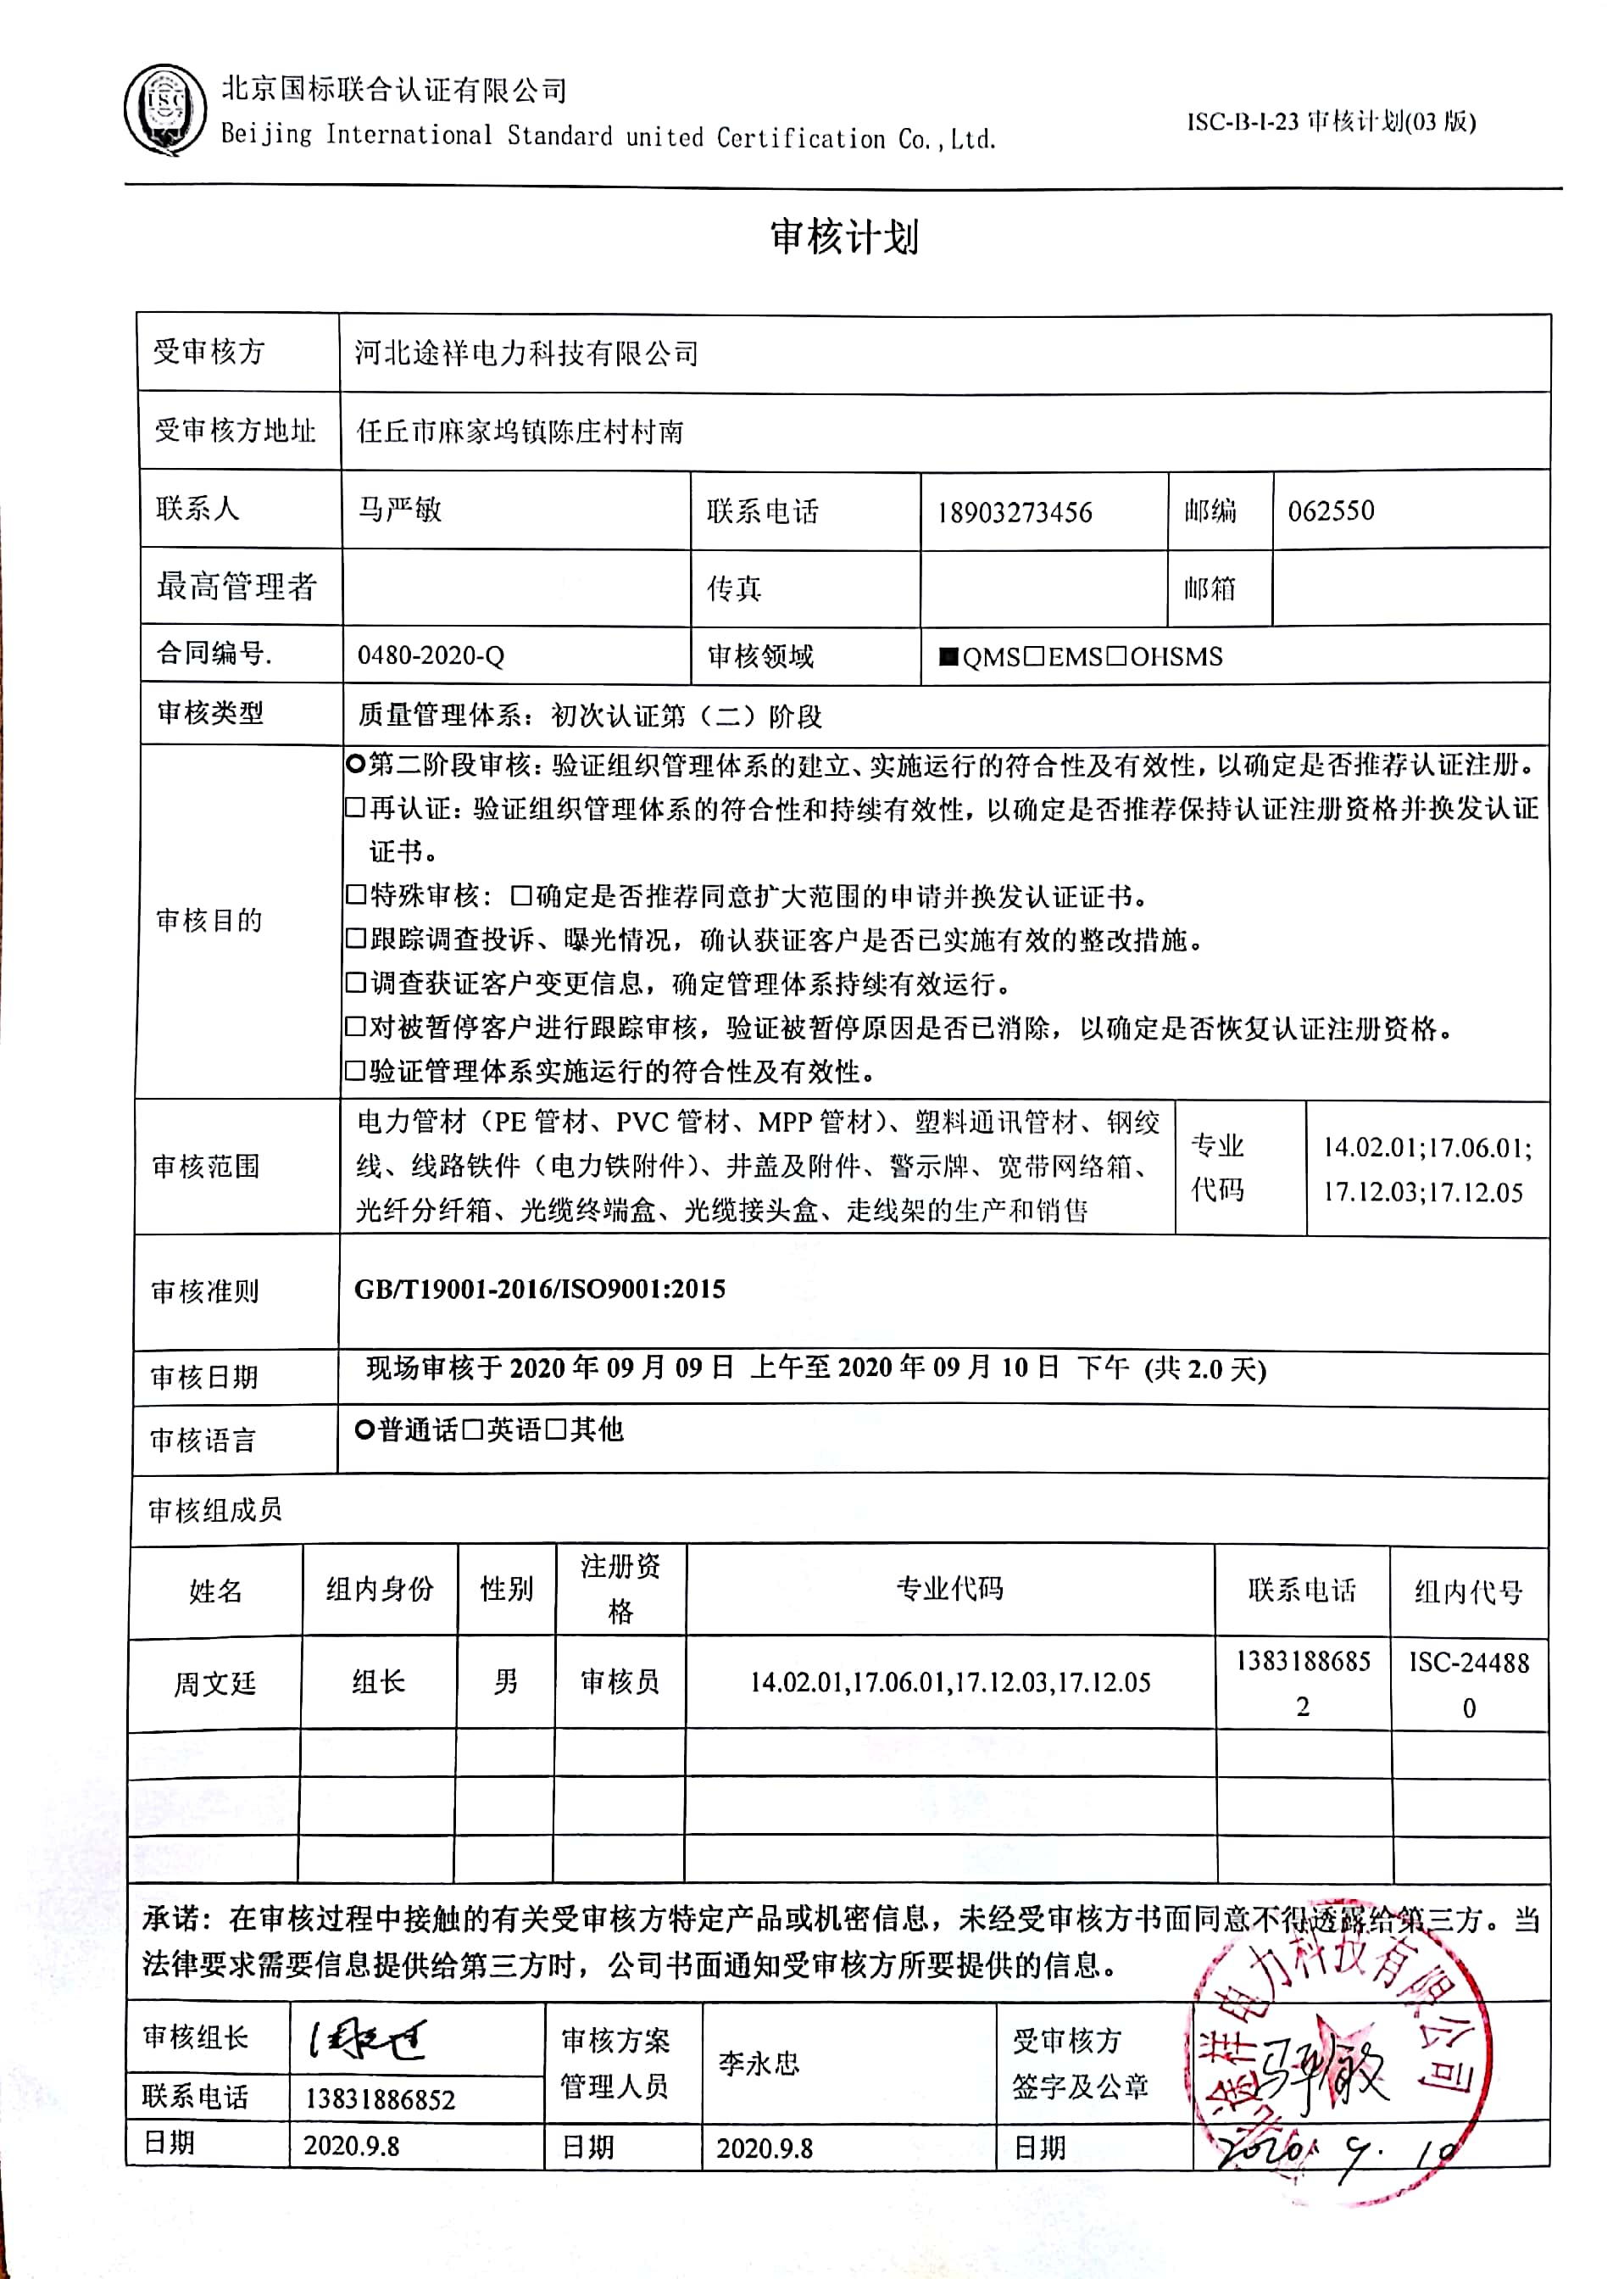 ISC
北京国标联合认证有限公司
Beijing International Standard united Certification Co.,Ltd.
ISC-B-I-23 审核计划(03 版)
审核计划
受审核方 河北途祥电力科技有限公司
受审核方地址 任丘市麻家坞镇陈庄村村南
联系人 马严敏 联系电话 18903273456 邮编 062550
最高管理者 传真 邮箱
合同编号. 0480-2020-Q 审核领域 ■QMS□EMS□OHSMS
审核类型 质量管理体系：初次认证第（二）阶段
审核目的
○第二阶段审核：验证组织管理体系的建立、实施运行的符合性及有效性，以确定是否推荐认证注册。
□再认证：验证组织管理体系的符合性和持续有效性，以确定是否推荐保持认证注册资格并换发认证
证书。
□特殊审核：□确定是否推荐同意扩大范围的申请并换发认证证书。
□跟踪调查投诉、曝光情况，确认获证客户是否已实施有效的整改措施。
□调查获证客户变更信息，确定管理体系持续有效运行。
□对被暂停客户进行跟踪审核，验证被暂停原因是否已消除，以确定是否恢复认证注册资格。
□验证管理体系实施运行的符合性及有效性。
审核范围
电力管材（PE 管材、PVC 管材、MPP 管材）、塑料通讯管材、钢绞
线、线路铁件（电力铁附件）、井盖及附件、警示牌、宽带网络箱、
光纤分纤箱、光缆终端盒、光缆接头盒、走线架的生产和销售
专业
代码
14.02.01;17.06.01;
17.12.03;17.12.05
审核准则 GB/T19001-2016/ISO9001:2015
审核日期 现场审核于 2020 年 09 月 09 日 上午至 2020 年 09 月 10 日 下午 (共 2.0 天)
审核语言 ○普通话□英语□其他
审核组成员
姓名 组内身份 性别 注册资
格 专业代码 联系电话 组内代号
周文廷 组长 男 审核员 14.02.01,17.06.01,17.12.03,17.12.05 1383188685
2 ISC-24488
0
承诺：在审核过程中接触的有关受审核方特定产品或机密信息，未经受审核方书面同意不得透露给第三方。当
法律要求需要信息提供给第三方时，公司书面通知受审核方所要提供的信息。
审核组长 周文廷 审核方案
管理人员 李永忠 受审核方
签字及公章 马严敏
联系电话 13831886852
日期 2020.9.8 日期 2020.9.8 日期 2020. 9. 10
河北途祥电力科技有限公司